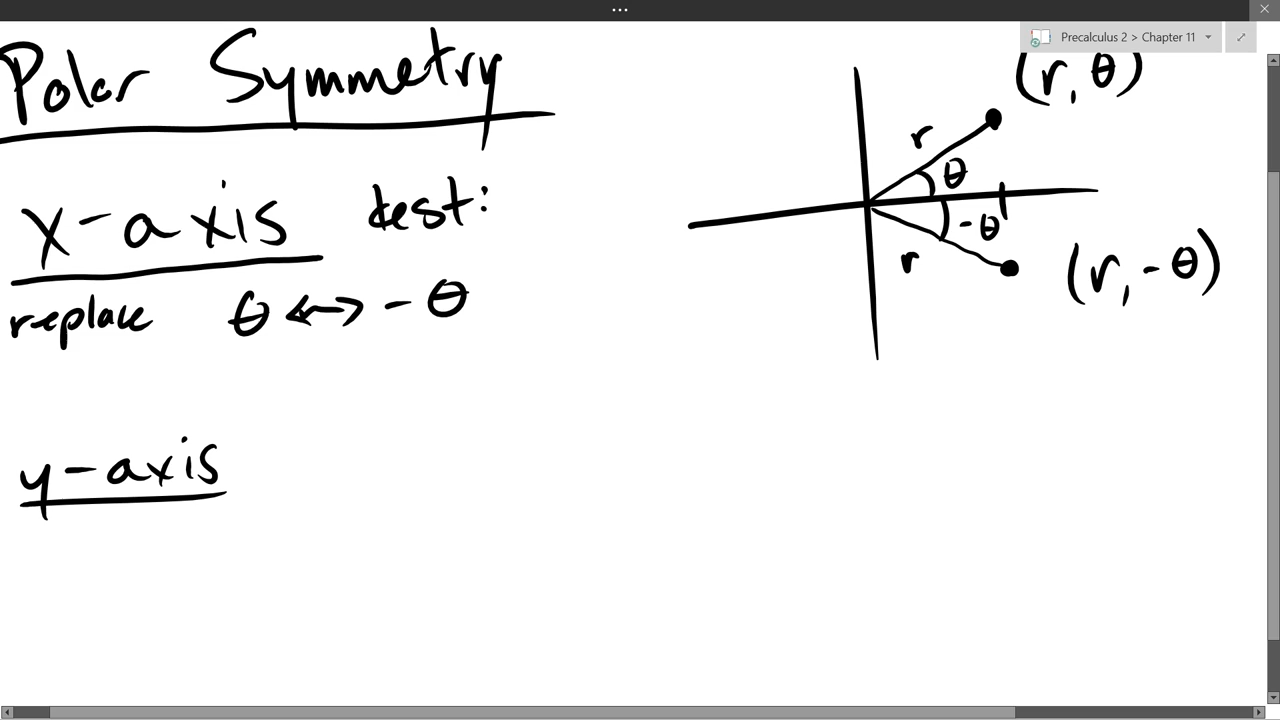 Precalculus 2 > Chapter 11
Polar Symmetry
x-axis test:
replace θ <-> - θ
y-axis
(r, θ)
r
θ
-θ
r
(r, -θ)